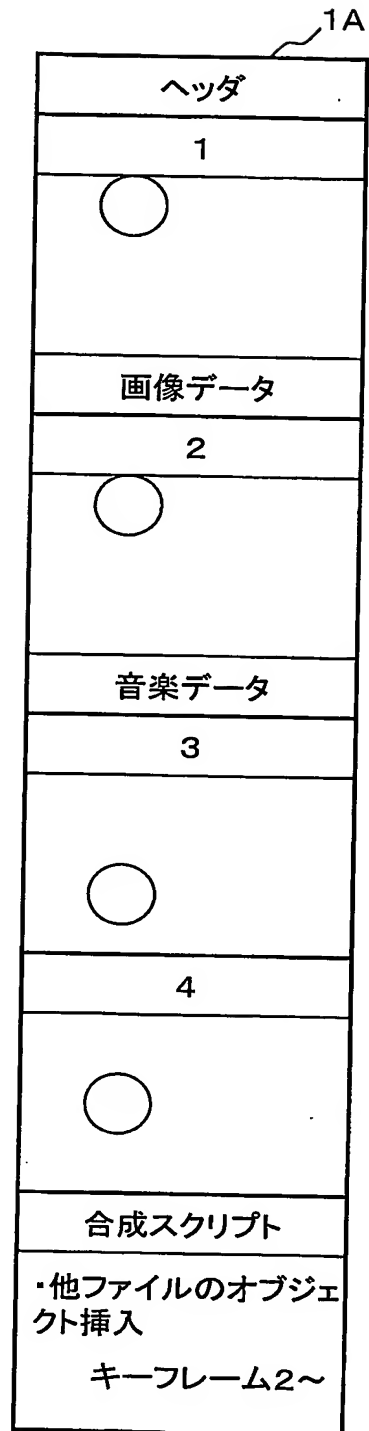 1A
ヘッダ
1
画像データ
2
音楽データ
3
4
合成スクリプト
・他ファイルのオブジェ
クト挿入
キーフレーム2～